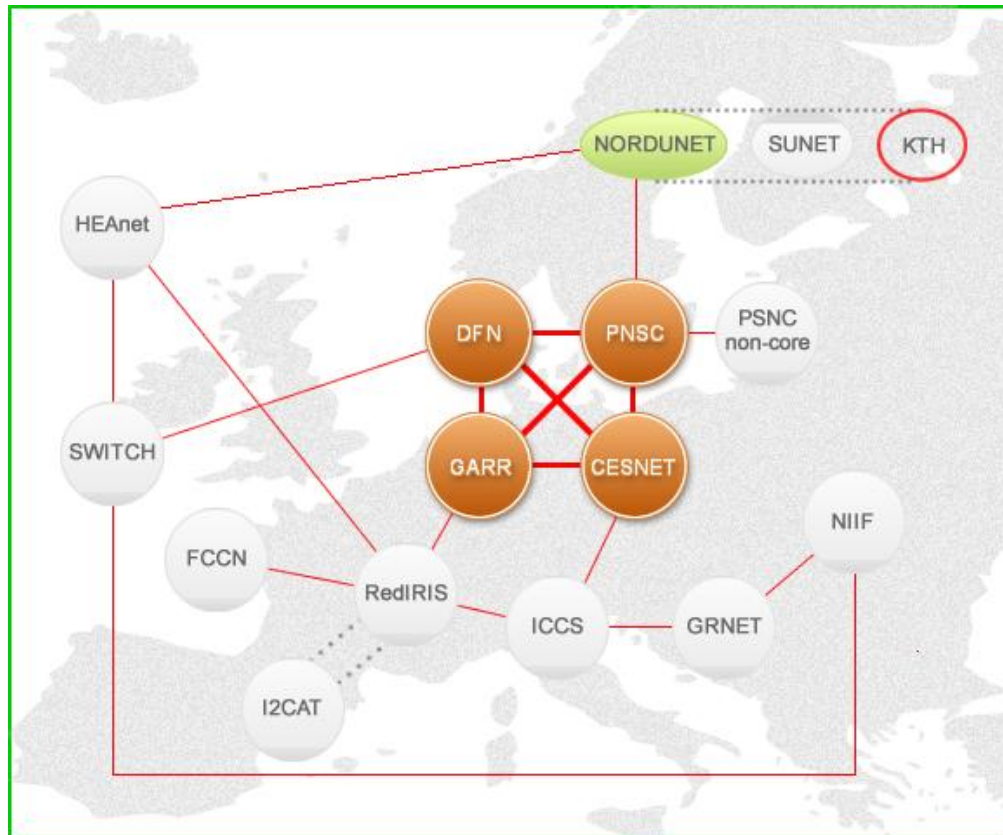 NORDUNET
SUNET
KTH
HEAnet
DFN
PNSC
PSNC
non-core
SWITCH
GARR
CESNET
NIIF
FCCN
RedIRIS
ICCS
GRNET
I2CAT